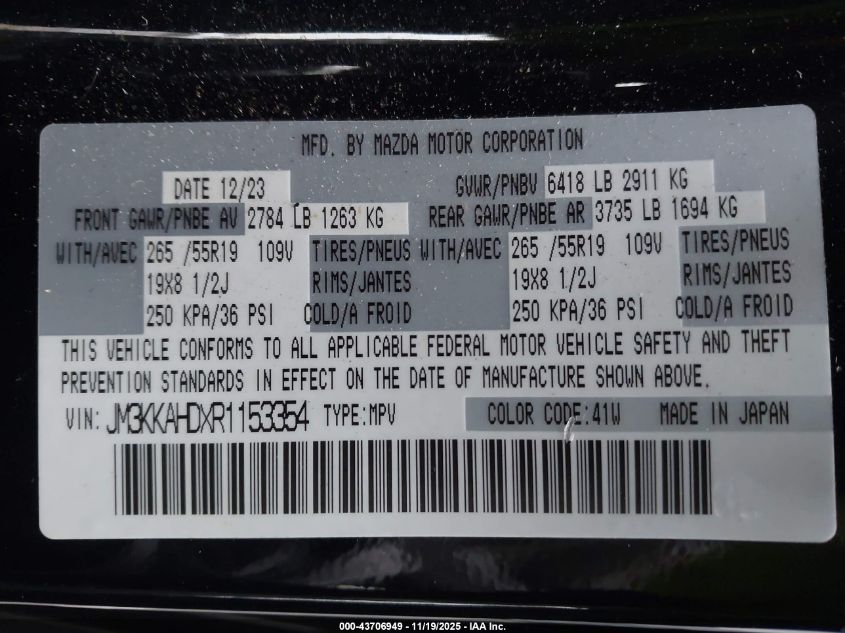 MFD. BY MAZDA MOTOR CORPORATION
DATE 12/23 GVWR/PNBV 6418 LB 2911 KG
FRONT GAWR/PNBE AV 2784 LB 1263 KG REAR GAWR/PNBE AR 3735 LB 1694 KG
WITH/AVEC 265 /55R19 109V TIRES/PNEUS WITH/AVEC 265 /55R19 109V TIRES/PNEUS
19X8 1/2J RIMS/JANTES 19X8 1/2J RIMS/JANTES
250 KPA/36 PSI COLD/A FROID 250 KPA/36 PSI COLD/A FROID
THIS VEHICLE CONFORMS TO ALL APPLICABLE FEDERAL MOTOR VEHICLE SAFETY AND THEFT
PREVENTION STANDARDS IN EFFECT ON THE DATE OF MANUFACTURE SHOWN ABOVE.
VIN: JM3KKAHDXR1153354 TYPE:MPV COLOR CODE:41W MADE IN JAPAN
000-43706949 - 11/19/2025 - IAA Inc.